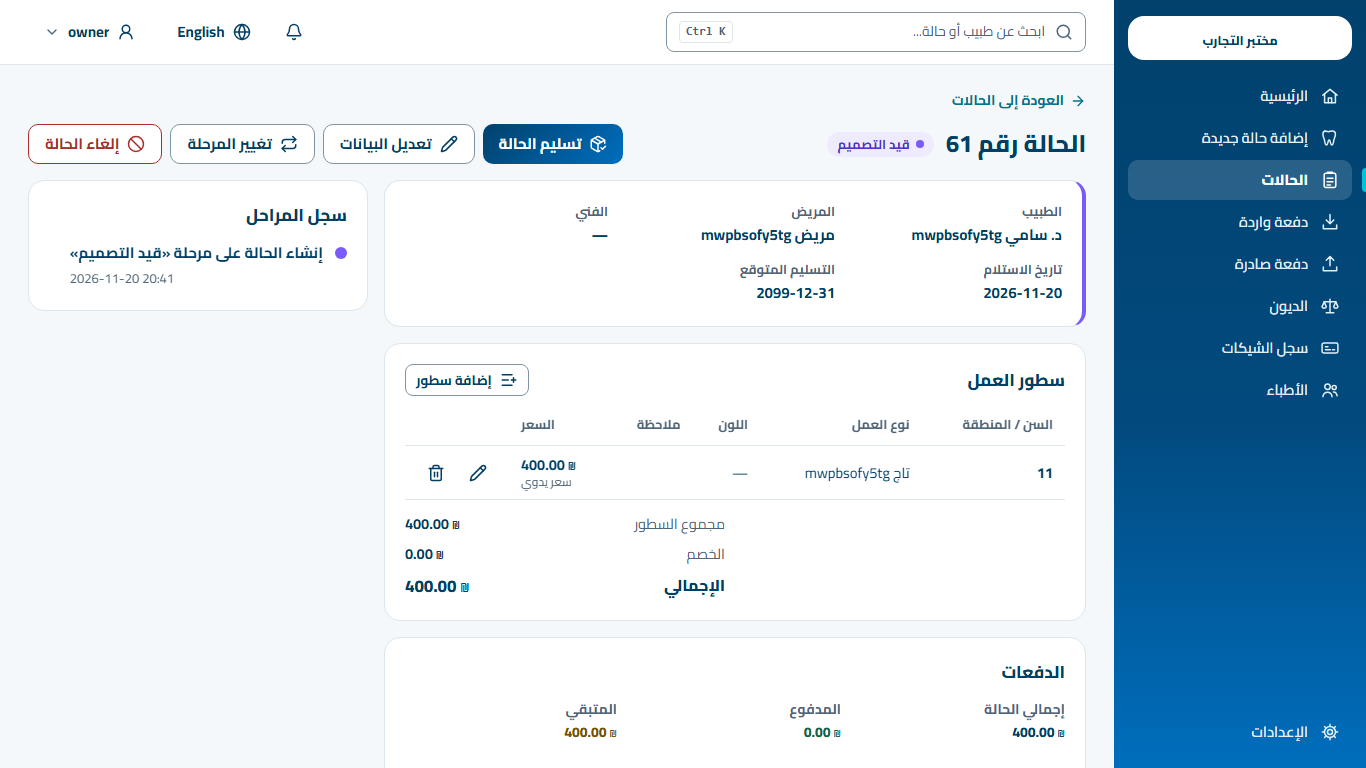 مختبر التجارب
الرئيسية
إضافة حالة جديدة
الحالات
دفعة واردة
دفعة صادرة
الديون
سجل الشيكات
الأطباء
الإعدادات
ابحث عن طبيب أو حالة...
Ctrl K
English
owner
العودة إلى الحالات
الحالة رقم 61
قيد التصميم
تسليم الحالة
تعديل البيانات
تغيير المرحلة
إلغاء الحالة
الطبيب
د. سامي mwpbsofy5tg
المريض
مريض mwpbsofy5tg
الفني
—
تاريخ الاستلام
2026-11-20
التسليم المتوقع
2099-12-31
سجل المراحل
إنشاء الحالة على مرحلة «قيد التصميم»
2026-11-20 20:41
سطور العمل
إضافة سطور
السن / المنطقة
نوع العمل
اللون
ملاحظة
السعر
11
تاج mwpbsofy5tg
—
400.00 ₪
سعر يدوي
مجموع السطور
400.00 ₪
الخصم
0.00 ₪
الإجمالي
400.00 ₪
الدفعات
إجمالي الحالة
400.00 ₪
المدفوع
0.00 ₪
المتبقي
400.00 ₪